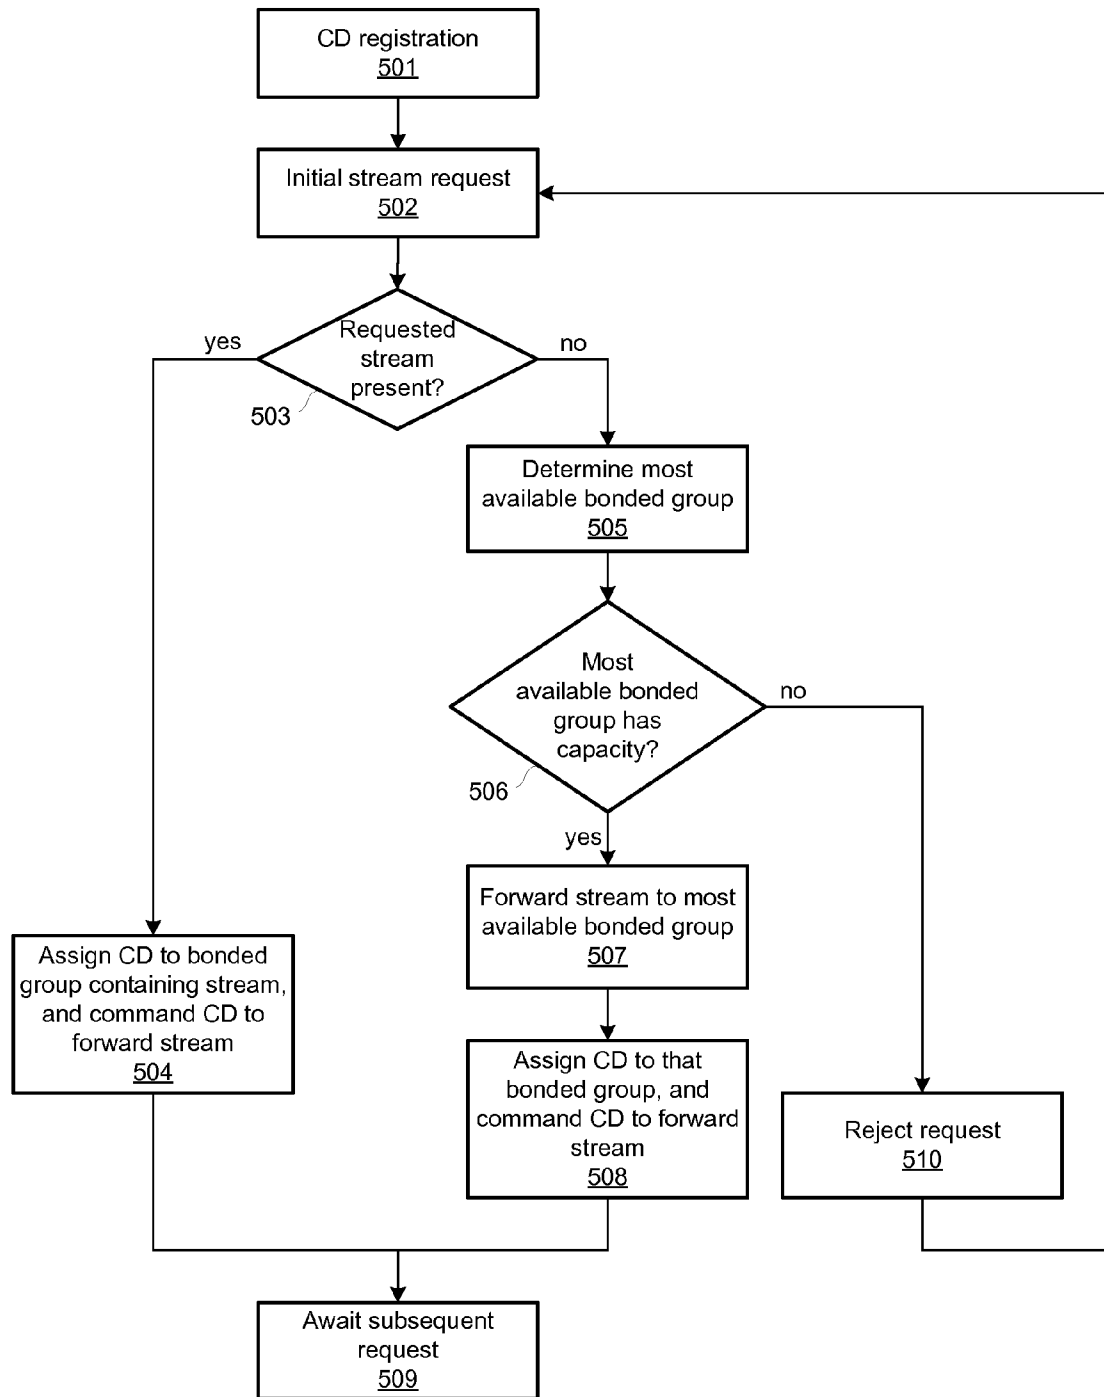 CD registration
501
Initial stream request
502
Requested
stream
present?
yes
no
503
Determine most
available bonded group
505
Most
available bonded
group has
capacity?
no
506
yes
Forward stream to most
available bonded group
507
Assign CD to bonded
group containing stream,
and command CD to
forward stream
504
Assign CD to that
bonded group, and
command CD to forward
stream
508
Reject request
510
Await subsequent
request
509